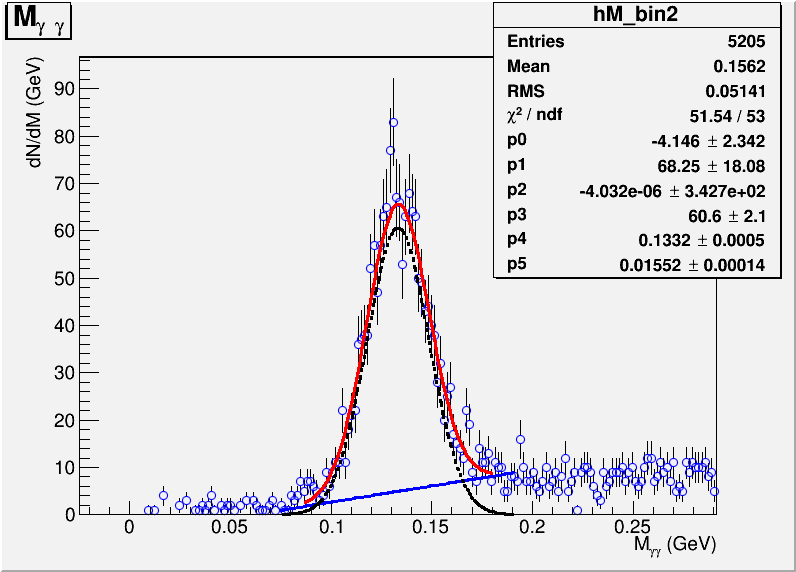 M γ γ
hM_bin2
Entries 5205
Mean 0.1562
RMS 0.05141
χ² / ndf 51.54 / 53
p0 -4.146 ± 2.342
p1 68.25 ± 18.08
p2 -4.032e-06 ± 3.427e+02
p3 60.6 ± 2.1
p4 0.1332 ± 0.0005
p5 0.01552 ± 0.00014
dN/dM (GeV)
90
80
70
60
50
40
30
20
10
0
0 0.05 0.1 0.15 0.2 0.25
Mγγ (GeV)